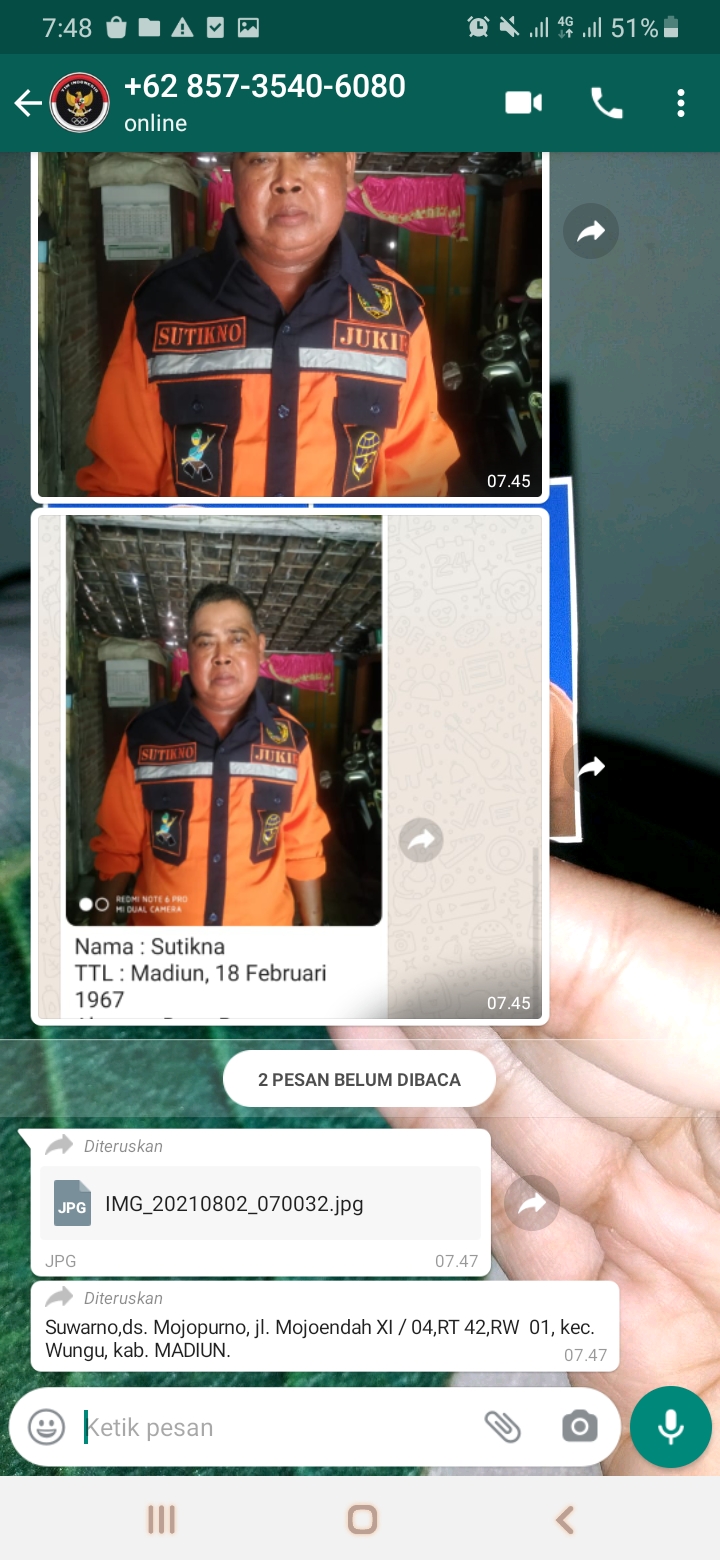 7:48
4G
51%
+62 857-3540-6080
online
SUTIKNO
JUKI
07.45
SUTIKNO
JUKI
REDMI NOTE 6 PRO
MI DUAL CAMERA
Nama : Sutikna
TTL : Madiun, 18 Februari
1967
07.45
2 PESAN BELUM DIBACA
Diteruskan
JPG
IMG_20210802_070032.jpg
JPG
07.47
Diteruskan
Suwarno,ds. Mojopurno, jl. Mojoendah XI / 04,RT 42,RW 01, kec.
Wungu, kab. MADIUN.
07.47
Ketik pesan